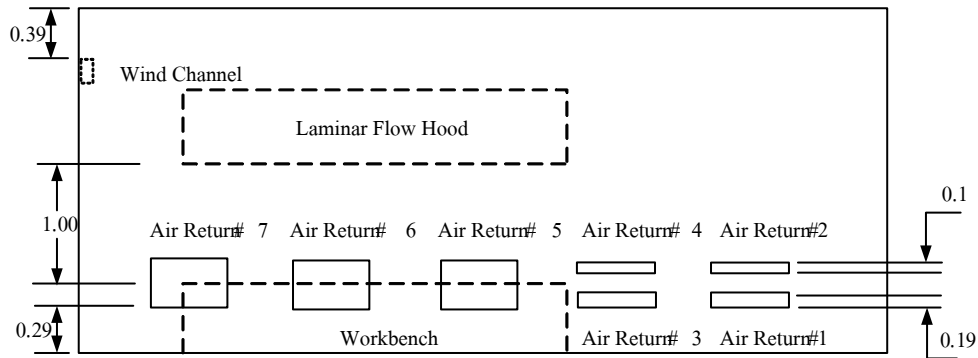 0.39
Wind Channel
Laminar Flow Hood
0.1
1.00
Air Return# 7 Air Return# 6 Air Return# 5 Air Return# 4 Air Return#2
0.29
Workbench Air Return# 3 Air Return#1
0.19